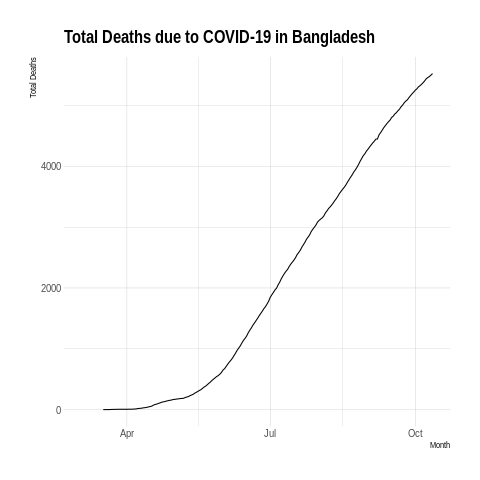 Total Deaths due to COVID-19 in Bangladesh
Total Deaths
4000
2000
0
Apr Jul Oct
Month